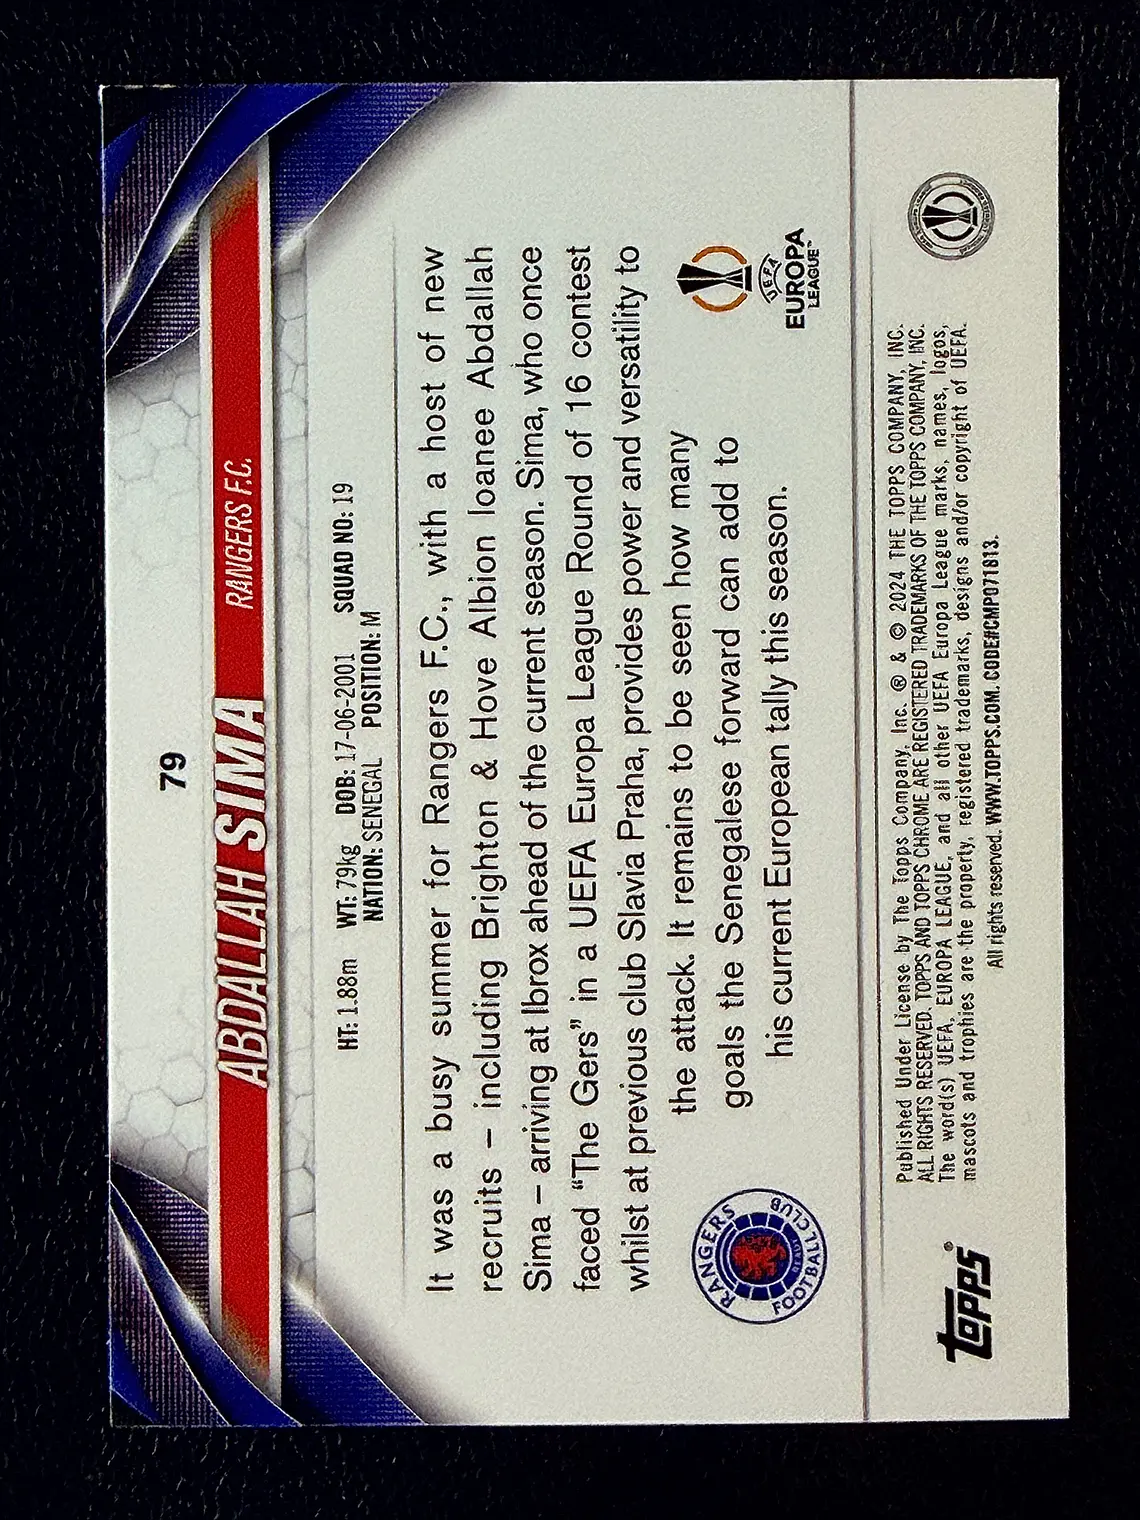 79
ABDALLAH SIMA RANGERS F.C.
HT: 1.88m WT: 79kg DOB: 17-06-2001 SQUAD NO: 19
NATION: SENEGAL POSITION: M
It was a busy summer for Rangers F.C., with a host of new
recruits – including Brighton & Hove Albion loanee Abdallah
Sima – arriving at Ibrox ahead of the current season. Sima, who once
faced “The Gers” in a UEFA Europa League Round of 16 contest
whilst at previous club Slavia Praha, provides power and versatility to
the attack. It remains to be seen how many
goals the Senegalese forward can add to
his current European tally this season.
RANGERS
FOOTBALL CLUB
READY
UEFA
EUROPA
LEAGUE™
topps®
Published Under License by The Topps Company, Inc. ® & © 2024 THE TOPPS COMPANY, INC.
ALL RIGHTS RESERVED. TOPPS AND TOPPS CHROME ARE REGISTERED TRADEMARKS OF THE TOPPS COMPANY, INC.
The word(s) UEFA, EUROPA LEAGUE, and all other UEFA Europa League marks, names, logos,
mascots and trophies are the property, registered trademarks, designs and/or copyright of UEFA.
All rights reserved. WWW.TOPPS.COM. CODE#CMP071813.